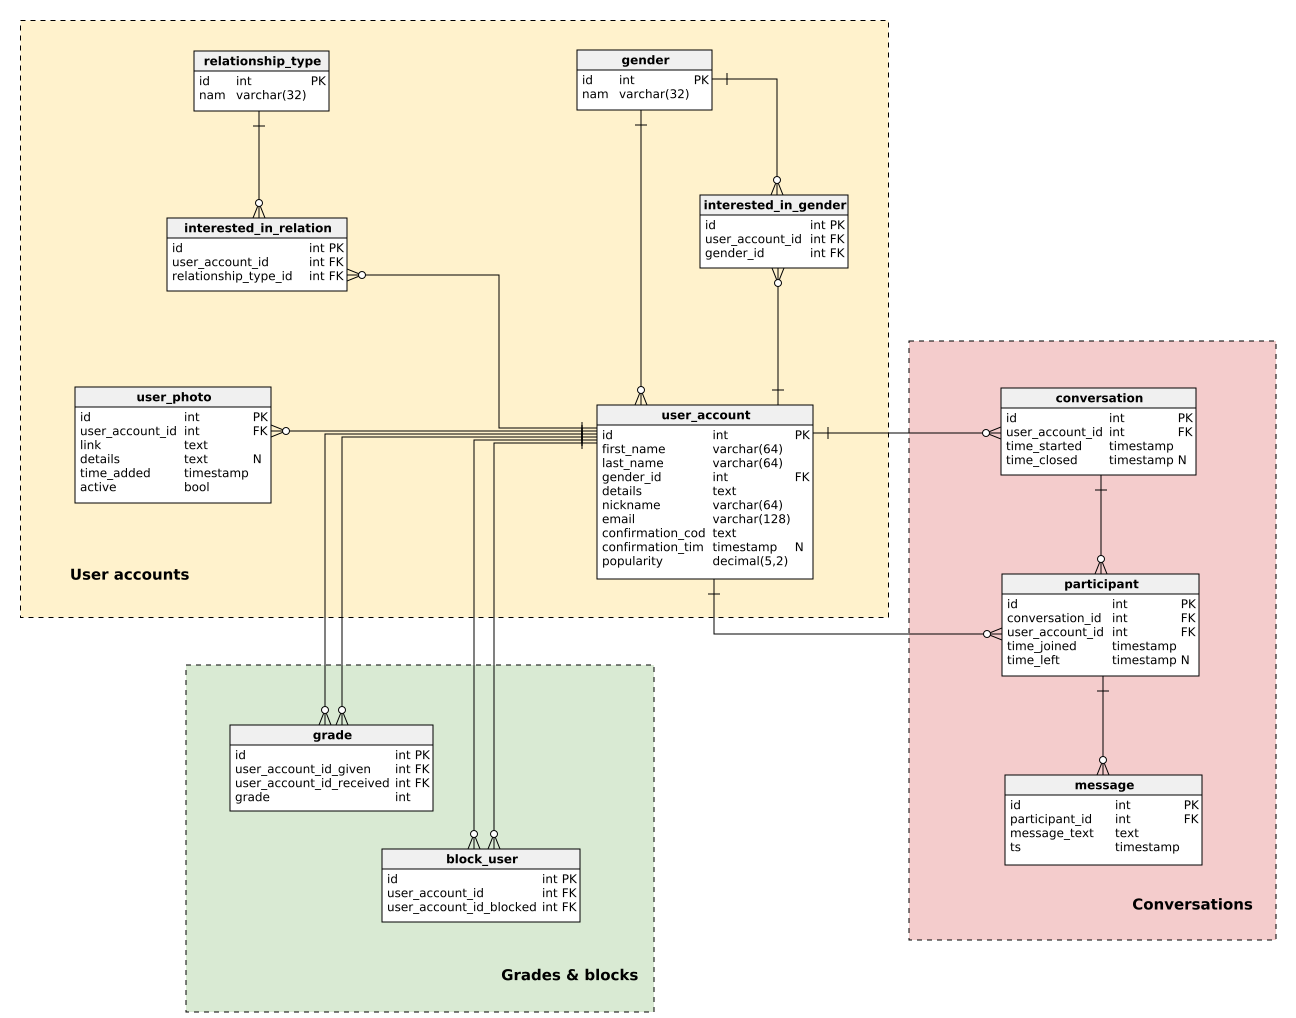 relationship_type
id int PK
nam varchar(32)
gender
id int PK
nam varchar(32)
interested_in_relation
id int PK
user_account_id int FK
relationship_type_id int FK
interested_in_gender
id int PK
user_account_id int FK
gender_id int FK
user_photo
id int PK
user_account_id int FK
link text
details text N
time_added timestamp
active bool
user_account
id int PK
first_name varchar(64)
last_name varchar(64)
gender_id int FK
details text
nickname varchar(64)
email varchar(128)
confirmation_cod text
confirmation_tim timestamp N
popularity decimal(5,2)
User accounts
conversation
id int PK
user_account_id int FK
time_started timestamp
time_closed timestamp N
participant
id int PK
conversation_id int FK
user_account_id int FK
time_joined timestamp
time_left timestamp N
message
id int PK
participant_id int FK
message_text text
ts timestamp
Conversations
grade
id int PK
user_account_id_given int FK
user_account_id_received int FK
grade int
block_user
id int PK
user_account_id int FK
user_account_id_blocked int FK
Grades & blocks